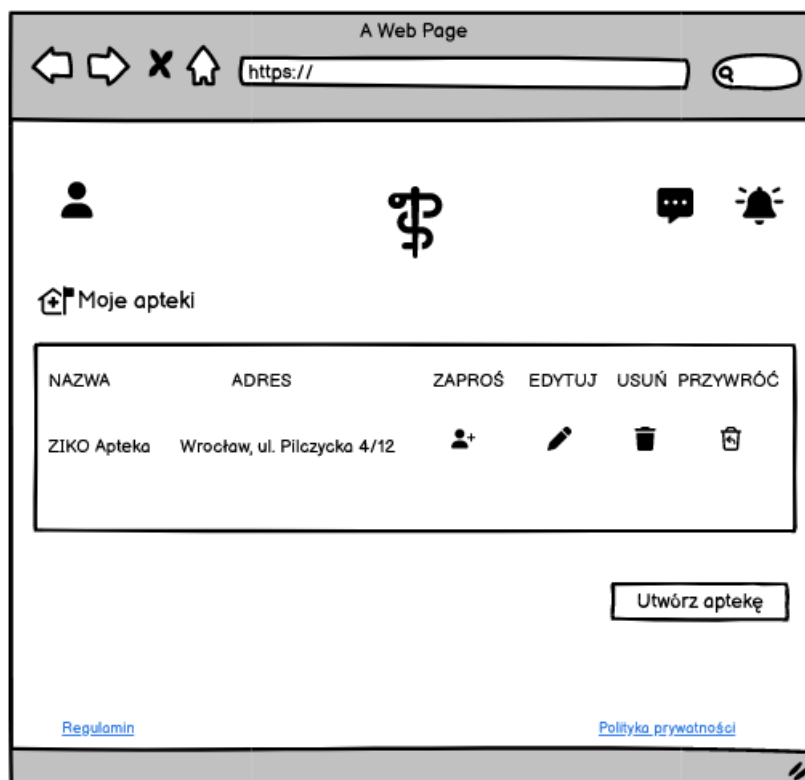 A Web Page
https://
Moje apteki
NAZWA ADRES ZAPROŚ EDYTUJ USUŃ PRZYWRÓĆ
ZIKO Apteka Wrocław, ul. Pilczycka 4/12
Utwórz aptekę
Regulamin Polityka prywatności